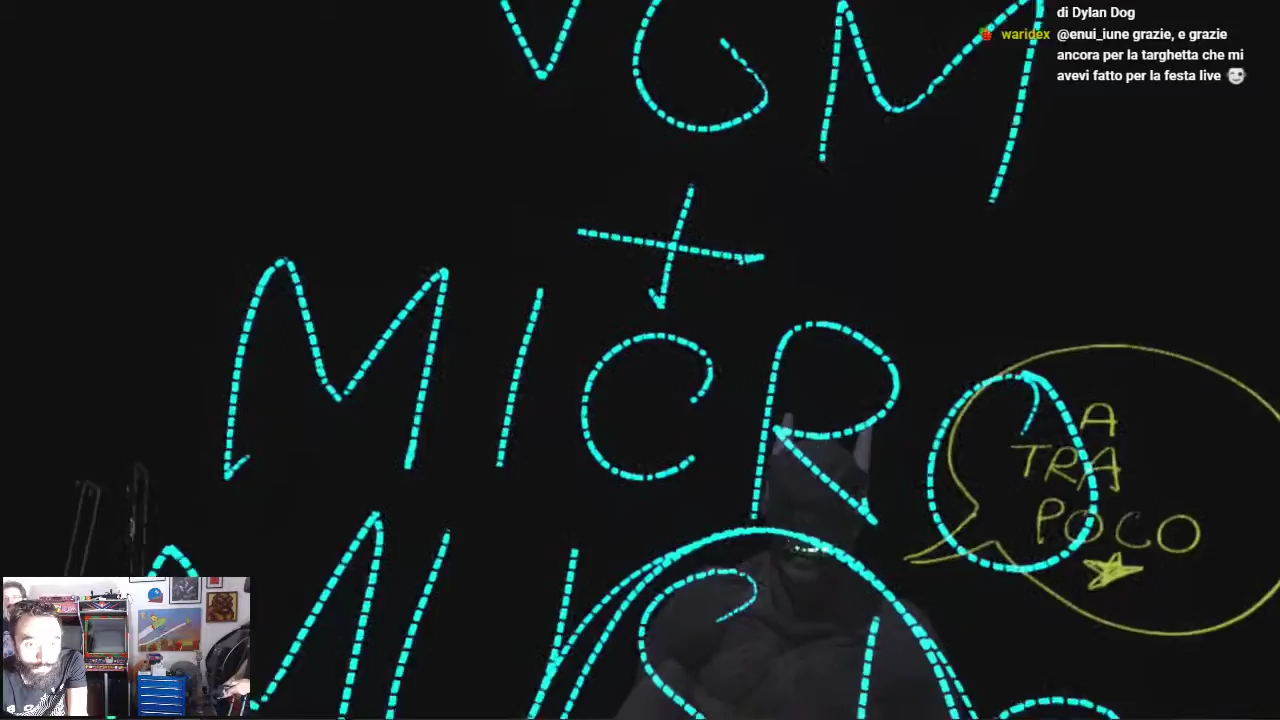 di Dylan Dog
waridex @enui_iune grazie, e grazie
ancora per la targhetta che mi
avevi fatto per la festa live
VGM
+
MICRO
A
TRA
POCO